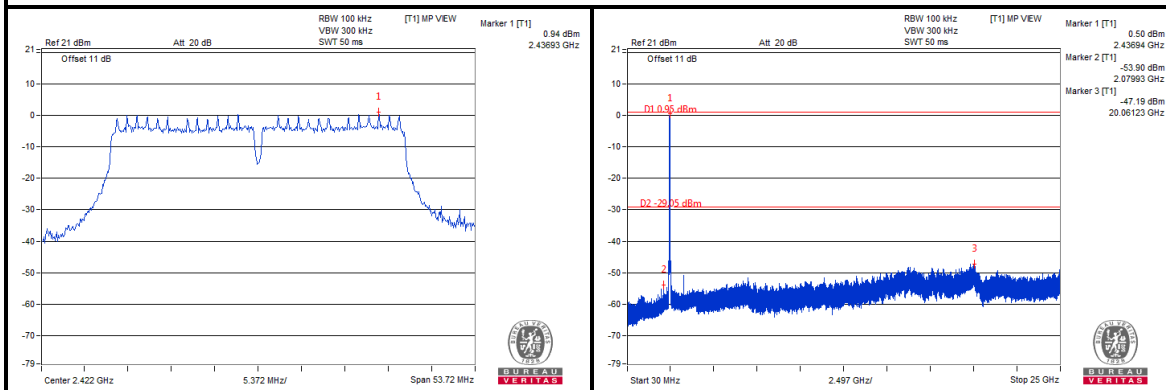 RBW 100 kHz [T1] MP VIEW
VBW 300 kHz
SWT 50 ms
Marker 1 [T1]
0.94 dBm
2.43693 GHz
Ref 21 dBm Att 20 dB
Offset 11 dB
21
10
0
-10
-20
-30
-40
-50
-60
-70
-79
1
Center 2.422 GHz 5.372 MHz/ Span 53.72 MHz
BUREAU
VERITAS
1828
RBW 100 kHz [T1] MP VIEW
VBW 300 kHz
SWT 50 ms
Marker 1 [T1]
0.50 dBm
2.43694 GHz
Marker 2 [T1]
-53.90 dBm
2.07993 GHz
Marker 3 [T1]
-47.19 dBm
20.06123 GHz
Ref 21 dBm Att 20 dB
Offset 11 dB
21
10
0
-10
-20
-30
-40
-50
-60
-70
-79
1
D1 0.95 dBm
D2 -29.05 dBm
2
3
Start 30 MHz 2.497 GHz/ Stop 25 GHz
BUREAU
VERITAS
1828